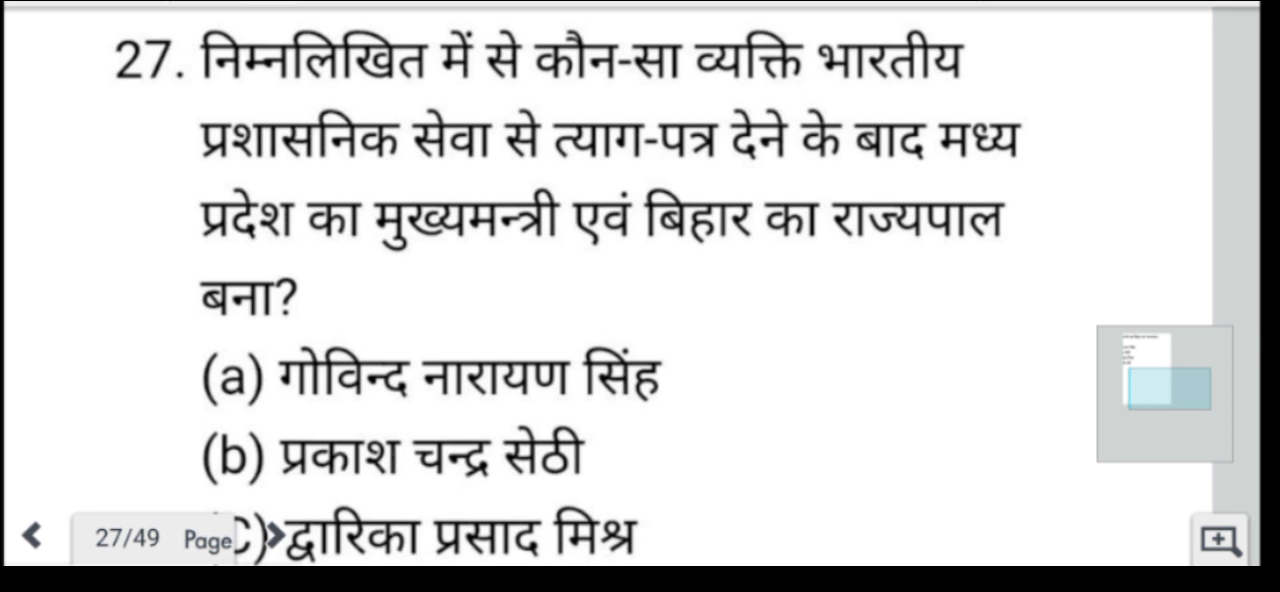 27. निम्नलिखित में से कौन-सा व्यक्ति भारतीय
प्रशासनिक सेवा से त्याग-पत्र देने के बाद मध्य
प्रदेश का मुख्यमन्त्री एवं बिहार का राज्यपाल
बना?
(a) गोविन्द नारायण सिंह
(b) प्रकाश चन्द्र सेठी
C) द्वारिका प्रसाद मिश्र
27/49 Page